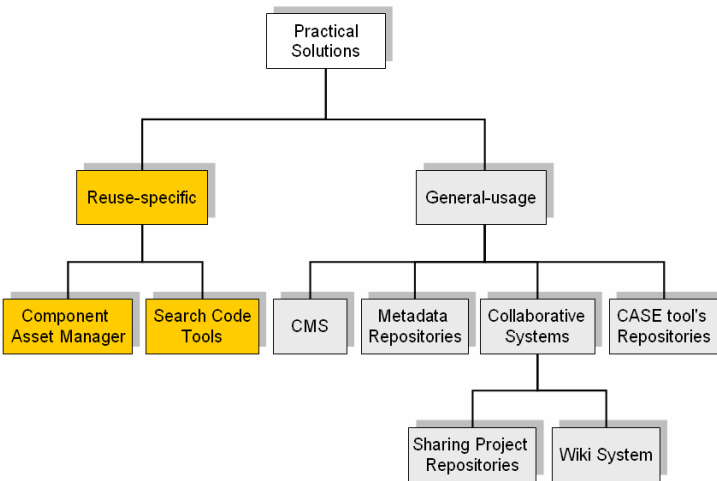 Practical
Solutions
Reuse-specific
General-usage
Component
Asset Manager
Search Code
Tools
CMS
Metadata
Repositories
Collaborative
Systems
CASE tool's
Repositories
Sharing Project
Repositories
Wiki System